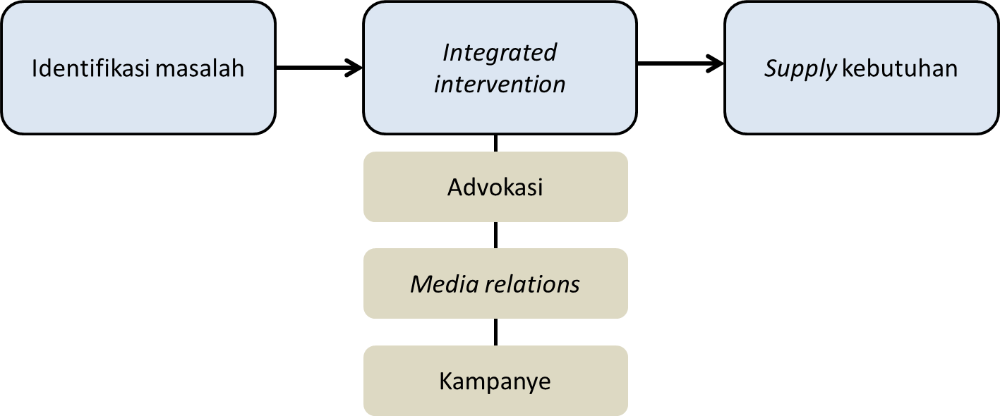 Identifikasi masalah
Integrated
intervention
Supply kebutuhan
Advokasi
Media relations
Kampanye